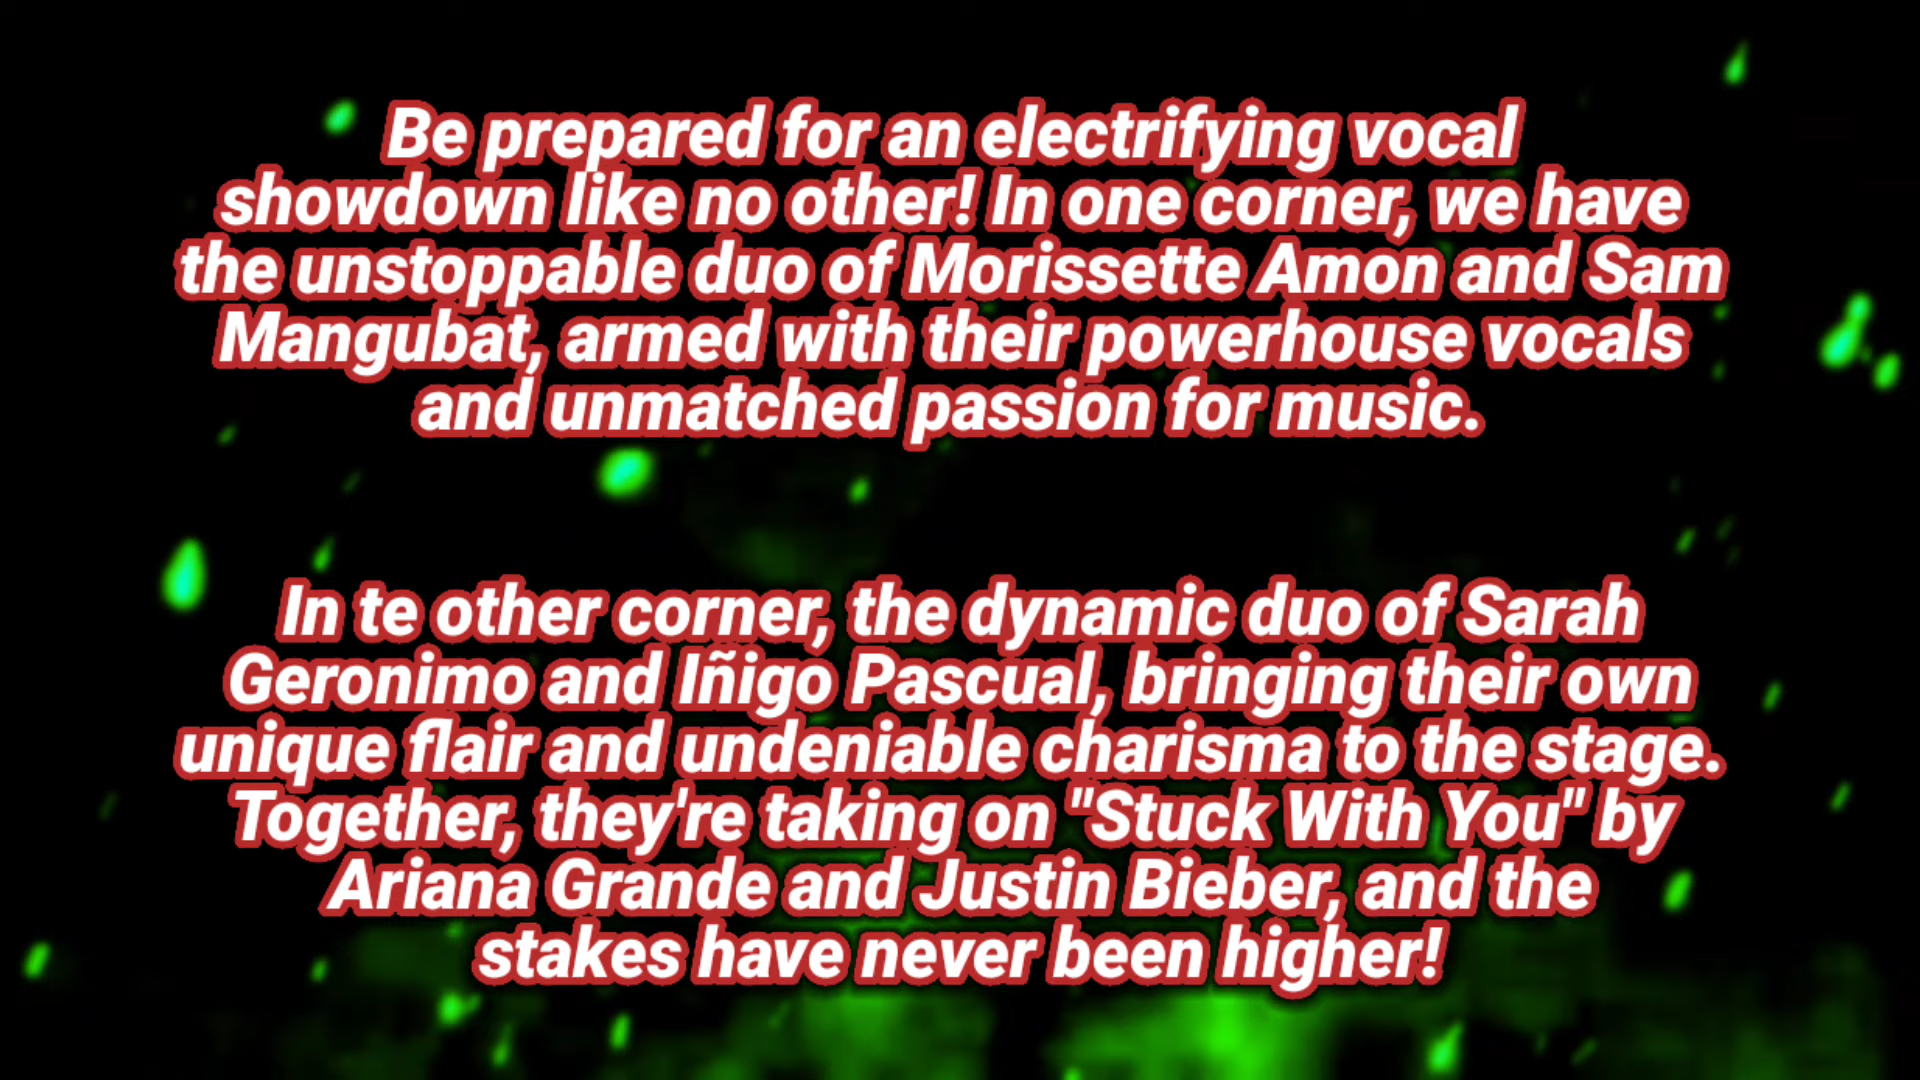 Be prepared for an electrifying vocal
showdown like no other! In one corner, we have
the unstoppable duo of Morissette Amon and Sam
Mangubat, armed with their powerhouse vocals
and unmatched passion for music.
In te other corner, the dynamic duo of Sarah
Geronimo and Iñigo Pascual, bringing their own
unique flair and undeniable charisma to the stage.
Together, they're taking on "Stuck With You" by
Ariana Grande and Justin Bieber, and the
stakes have never been higher!